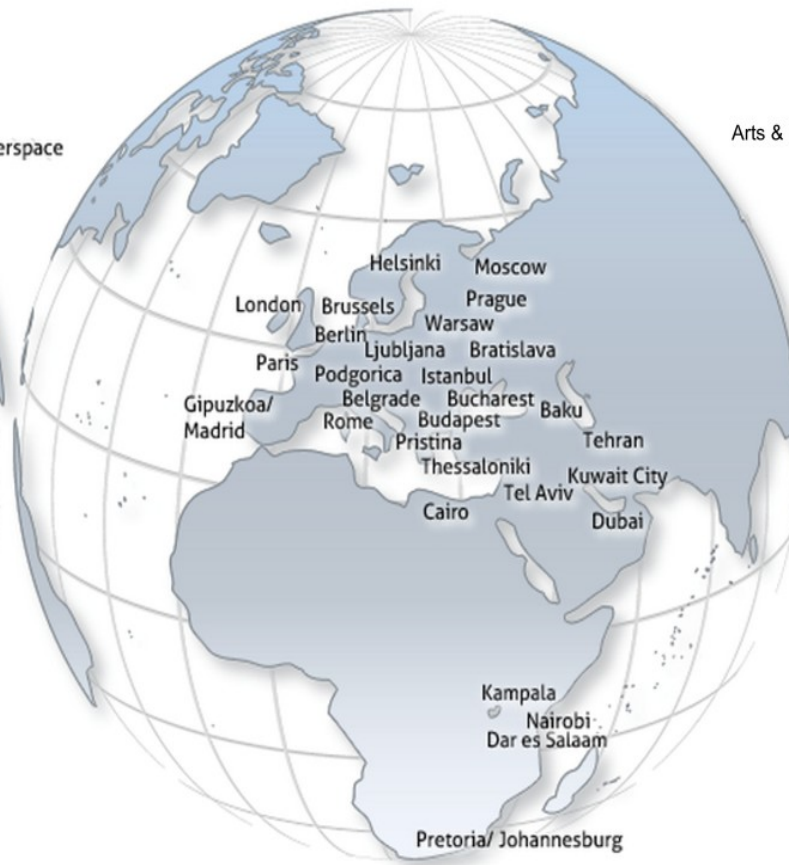 erspace
Arts &
Helsinki
Moscow
London
Brussels
Prague
Berlin
Warsaw
Paris
Ljubljana
Bratislava
Podgorica
Istanbul
Gipuzkoa/
Madrid
Belgrade
Bucharest
Baku
Rome
Budapest
Pristina
Tehran
Thessaloniki
Kuwait City
Tel Aviv
Cairo
Dubai
Kampala
Nairobi
Dar es Salaam
Pretoria/ Johannesburg